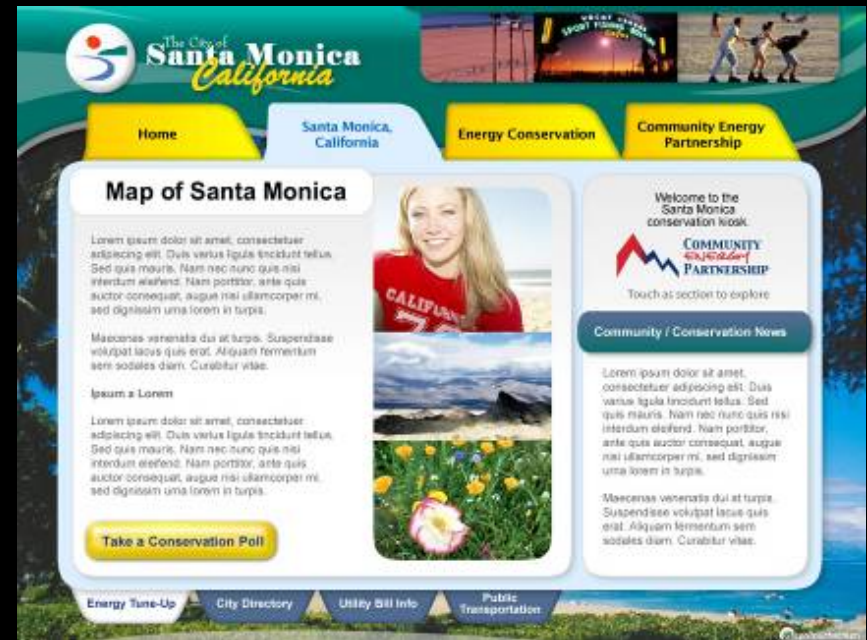 The City of
Santa Monica
California
SPORT FISHING
Home
Santa Monica,
California
Energy Conservation
Community Energy
Partnership
Map of Santa Monica
Lorem ipsum dolor sit amet, consectetuer
adipiscing elit. Duis varius ligula tincidunt tellus.
Sed quis mauris. Nam nec nunc quis nisi
interdum eleifend. Nam porttitor, ante quis
auctor consequat, augue nisi ullamcorper mi,
sed dignissim urna lorem in turpis.
Maecenas venenatis dui at turpis. Suspendisse
volutpat lacus quis erat. Aliquam fermentum
sem sodales diam. Curabitur vitae.
Ipsum a Lorem
Lorem ipsum dolor sit amet, consectetuer
adipiscing elit. Duis varius ligula tincidunt tellus.
Sed quis mauris. Nam nec nunc quis nisi
interdum eleifend. Nam porttitor, ante quis
auctor consequat, augue nisi ullamcorper mi,
sed dignissim urna lorem in turpis.
Take a Conservation Poll
CALIFORN
Welcome to the
Santa Monica
conservation kiosk.
COMMUNITY
ENERGY
PARTNERSHIP
Touch as section to explore
Community / Conservation News
Lorem ipsum dolor sit amet,
consectetuer adipiscing elit. Duis
varius ligula tincidunt tellus. Sed
quis mauris. Nam nec nunc quis nisi
interdum eleifend. Nam porttitor,
ante quis auctor consequat, augue
nisi ullamcorper mi, sed dignissim
urna lorem in turpis.
Maecenas venenatis dui at turpis.
Suspendisse volutpat lacus quis
erat. Aliquam fermentum sem
sodales diam. Curabitur vitae.
Energy Tune-Up
City Directory
Utility Bill Info
Public
Transportation